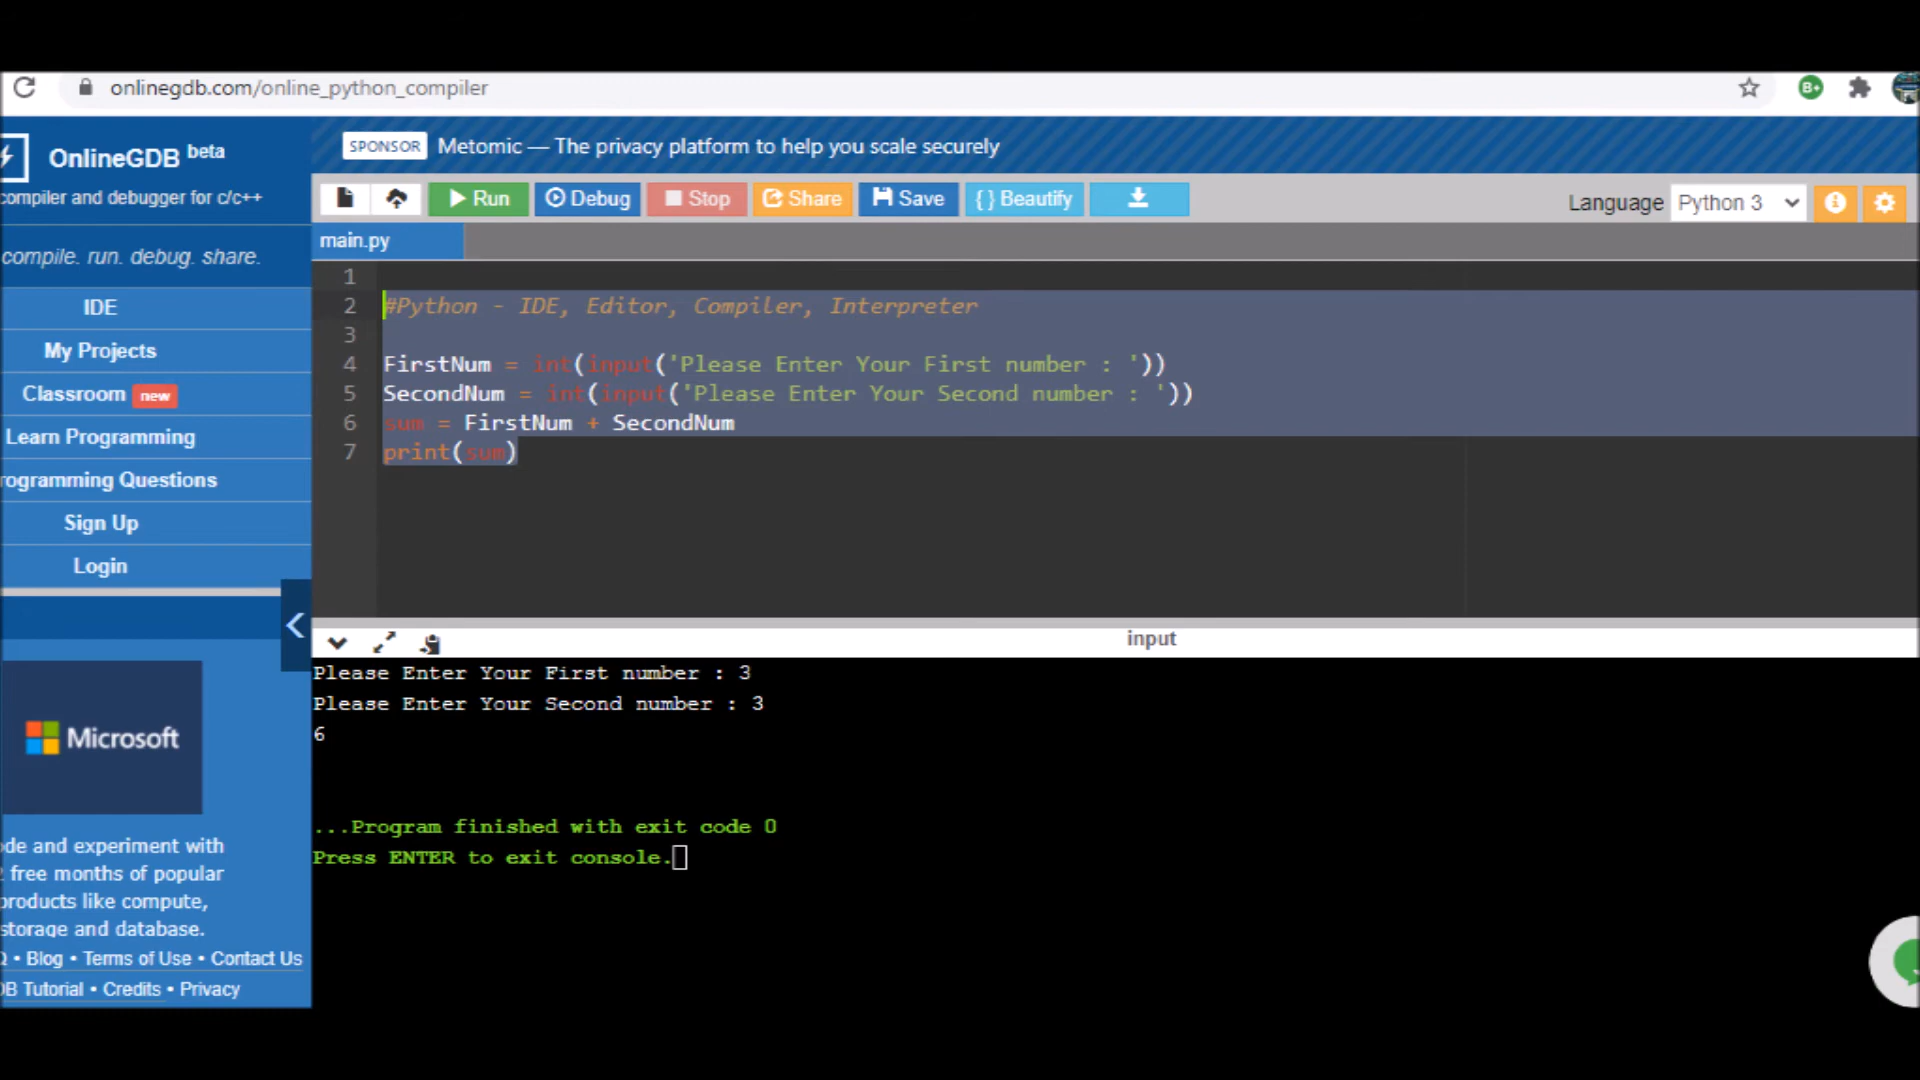 onlinegdb.com/online_python_compiler
B+
OnlineGDB beta
compiler and debugger for c/c++
compile. run. debug. share.
IDE
My Projects
Classroom new
Learn Programming
rogramming Questions
Sign Up
Login
Microsoft
ode and experiment with
free months of popular
products like compute,
storage and database.
Q • Blog • Terms of Use • Contact Us
DB Tutorial • Credits • Privacy
SPONSOR Metomic — The privacy platform to help you scale securely
Run Debug Stop Share Save { } Beautify
Language Python 3
main.py
1
2 #Python - IDE, Editor, Compiler, Interpreter
3
4 FirstNum = int(input('Please Enter Your First number : '))
5 SecondNum = int(input('Please Enter Your Second number : '))
6 sum = FirstNum + SecondNum
7 print(sum)
input
Please Enter Your First number : 3
Please Enter Your Second number : 3
6
...Program finished with exit code 0
Press ENTER to exit console.